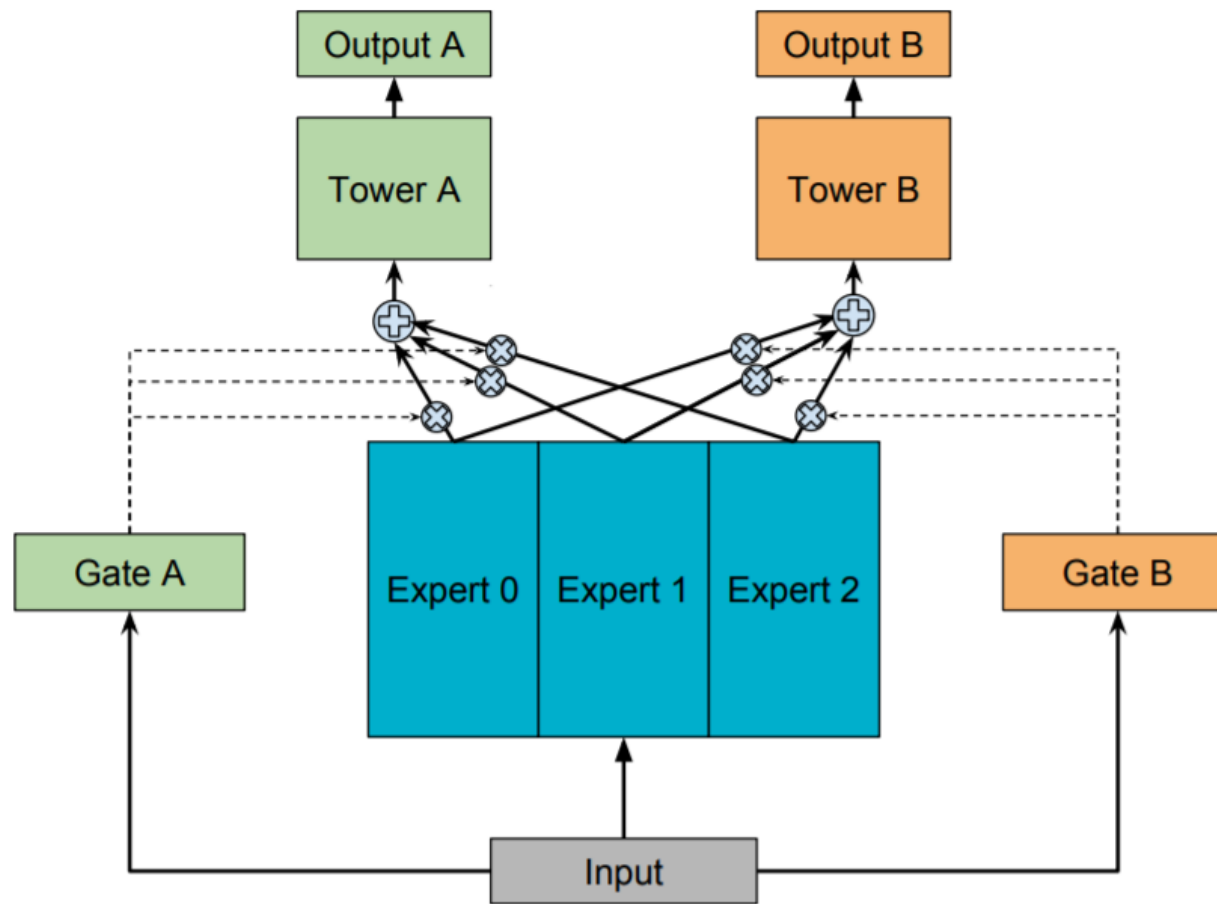 Output A
Output B
Tower A
Tower B
Gate A
Expert 0
Expert 1
Expert 2
Gate B
Input